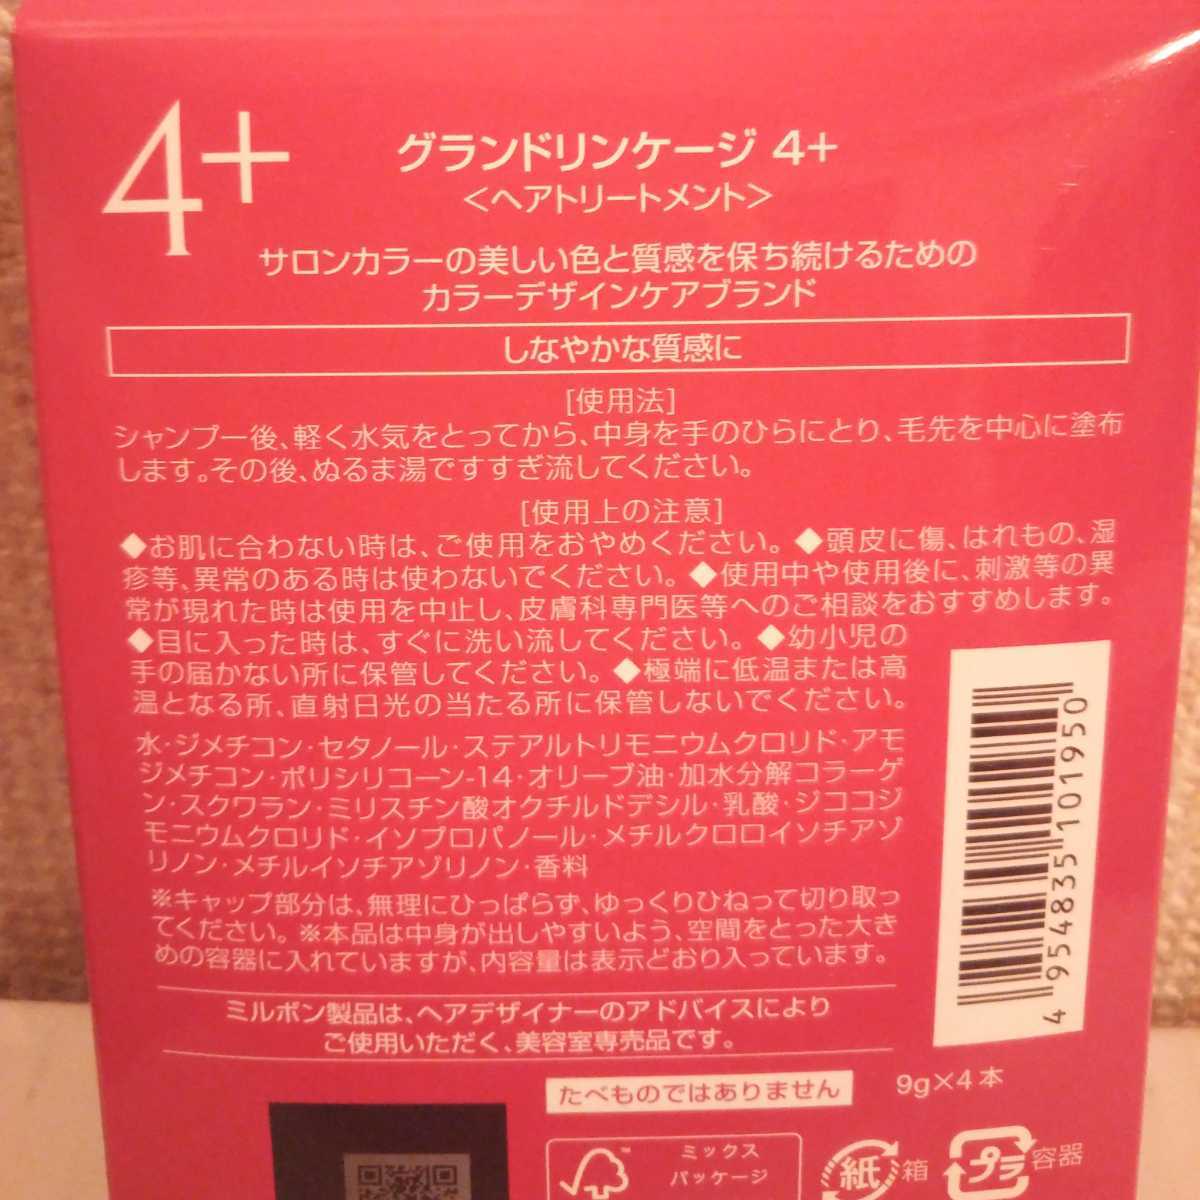 4+
グランドリンケージ 4+
＜ヘアトリートメント＞
サロンカラーの美しい色と質感を保ち続けるための
カラーデザインケアブランド
しなやかな質感に
[使用法]
シャンプー後、軽く水気をとってから、中身を手のひらにとり、毛先を中心に塗布
します。その後、ぬるま湯ですすぎ流してください。
[使用上の注意]
◆お肌に合わない時は、ご使用をおやめください。◆頭皮に傷、はれもの、湿
疹等、異常のある時は使わないでください。◆使用中や使用後に、刺激等の異
常が現れた時は使用を中止し、皮膚科専門医等へのご相談をおすすめします。
◆目に入った時は、すぐに洗い流してください。◆幼小児の
手の届かない所に保管してください。◆極端に低温または高
温となる所、直射日光の当たる所に保管しないでください。
水・ジメチコン・セタノール・ステアルトリモニウムクロリド・アモ
ジメチコン・ポリシリコーン-14・オリーブ油・加水分解コラーゲ
ン・スクワラン・ミリスチン酸オクチルドデシル・乳酸・ジココジ
モニウムクロリド・イソプロパノール・メチルクロロイソチアゾ
リノン・メチルイソチアゾリノン・香料
※キャップ部分は、無理にひっぱらず、ゆっくりひねって切り取っ
てください。※本品は中身が出しやすいよう、空間をとった大き
めの容器に入れていますが、内容量は表示どおり入っています。
ミルボン製品は、ヘアデザイナーのアドバイスにより
ご使用いただく、美容室専売品です。
4954835101950
たべものではありません
9g×4本
ミックス
パッケージ
紙 箱
プラ 容器